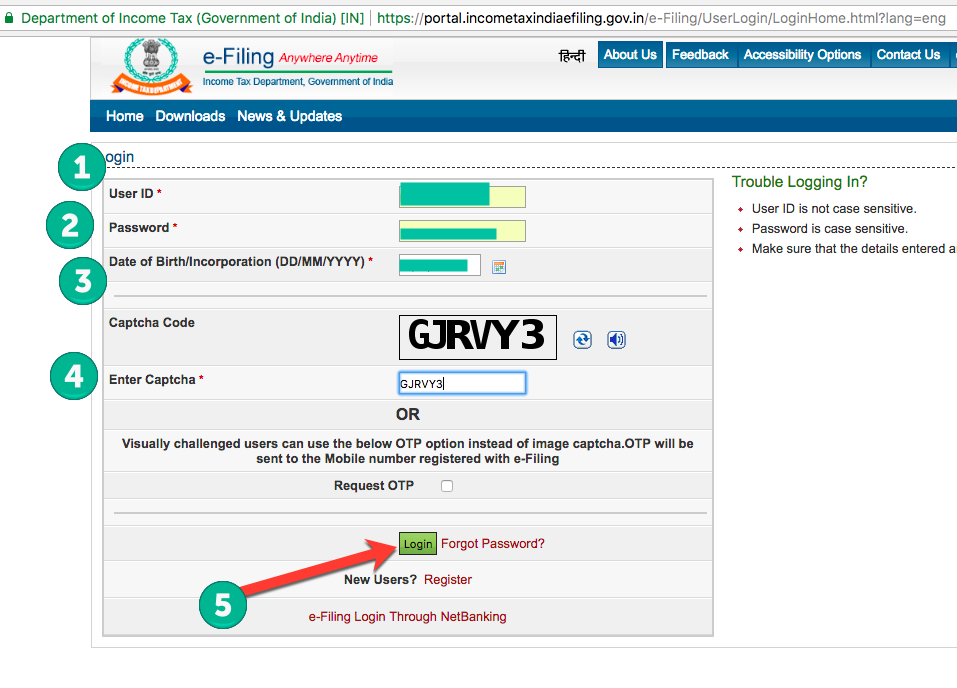 Department of Income Tax (Government of India) [IN] https://portal.incometaxindiaefiling.gov.in/e-Filing/UserLogin/LoginHome.html?lang=eng
e-Filing Anywhere Anytime
Income Tax Department, Government of India
हिन्दी About Us Feedback Accessibility Options Contact Us
Home Downloads News & Updates
1 ogin
User ID *
2 Password *
3 Date of Birth/Incorporation (DD/MM/YYYY) *
Captcha Code GJRVY3
4 Enter Captcha * GJRVY3
OR
Visually challenged users can use the below OTP option instead of image captcha.OTP will be
sent to the Mobile number registered with e-Filing
Request OTP
Login Forgot Password?
5
New Users? Register
e-Filing Login Through NetBanking
Trouble Logging In?
User ID is not case sensitive.
Password is case sensitive.
Make sure that the details entered a